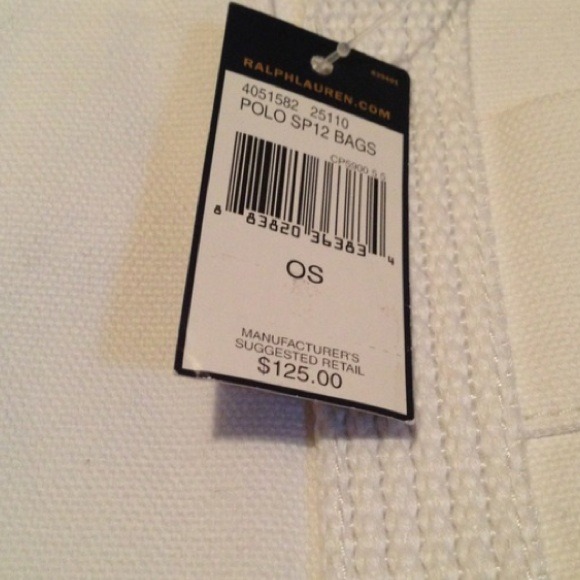 RALPHLAUREN.COM
4051582 25110
POLO SP12 BAGS
8 83820 36383 4
OS
MANUFACTURER'S
SUGGESTED RETAIL
$125.00